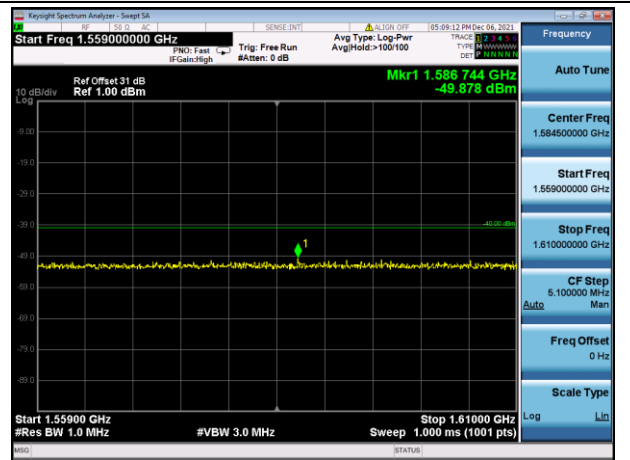 Keysight Spectrum Analyzer - Swept SA
RF 50 Ω AC SENSE:INT ALIGN OFF 05:09:12 PM Dec 06, 2021
Start Freq 1.559000000 GHz
PNO: Fast
IFGain:High
Trig: Free Run
#Atten: 0 dB
Avg Type: Log-Pwr
Avg|Hold:>100/100
TRACE 1 2 3 4 5 6
TYPE M WWWWW
DET P N N N N N
Ref Offset 31 dB
Ref 1.00 dBm
10 dB/div
Log
Mkr1 1.586 744 GHz
-49.878 dBm
-9.00
-19.0
-29.0
-39.0
-40.00 dBm
1
-49.0
-59.0
-69.0
-79.0
-89.0
Start 1.55900 GHz
#Res BW 1.0 MHz
#VBW 3.0 MHz
Stop 1.61000 GHz
Sweep 1.000 ms (1001 pts)
MSG
STATUS
Frequency
Auto Tune
Center Freq
1.584500000 GHz
Start Freq
1.559000000 GHz
Stop Freq
1.610000000 GHz
CF Step
5.100000 MHz
Auto Man
Freq Offset
0 Hz
Scale Type
Log Lin